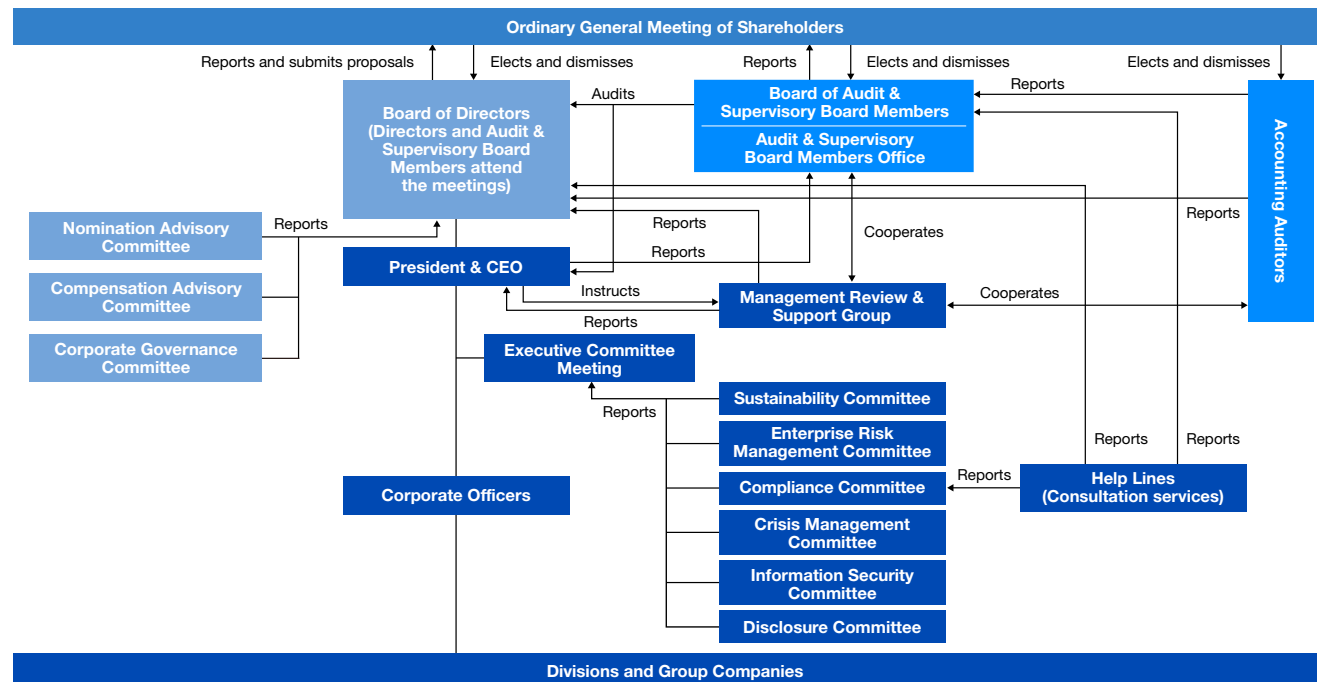 Ordinary General Meeting of Shareholders
Reports and submits proposals
Elects and dismisses
Reports
Elects and dismisses
Elects and dismisses
Board of Directors
(Directors and Audit &
Supervisory Board
Members attend
the meetings)
Audits
Board of Audit &
Supervisory Board Members
Audit & Supervisory
Board Members Office
Reports
Accounting Auditors
Reports
Nomination Advisory
Committee
Reports
Compensation Advisory
Committee
Corporate Governance
Committee
Reports
Cooperates
President & CEO
Reports
Instructs
Reports
Management Review &
Support Group
Cooperates
Executive Committee
Meeting
Reports
Sustainability Committee
Enterprise Risk
Management Committee
Compliance Committee
Crisis Management
Committee
Information Security
Committee
Disclosure Committee
Reports
Reports
Reports
Help Lines
(Consultation services)
Corporate Officers
Divisions and Group Companies